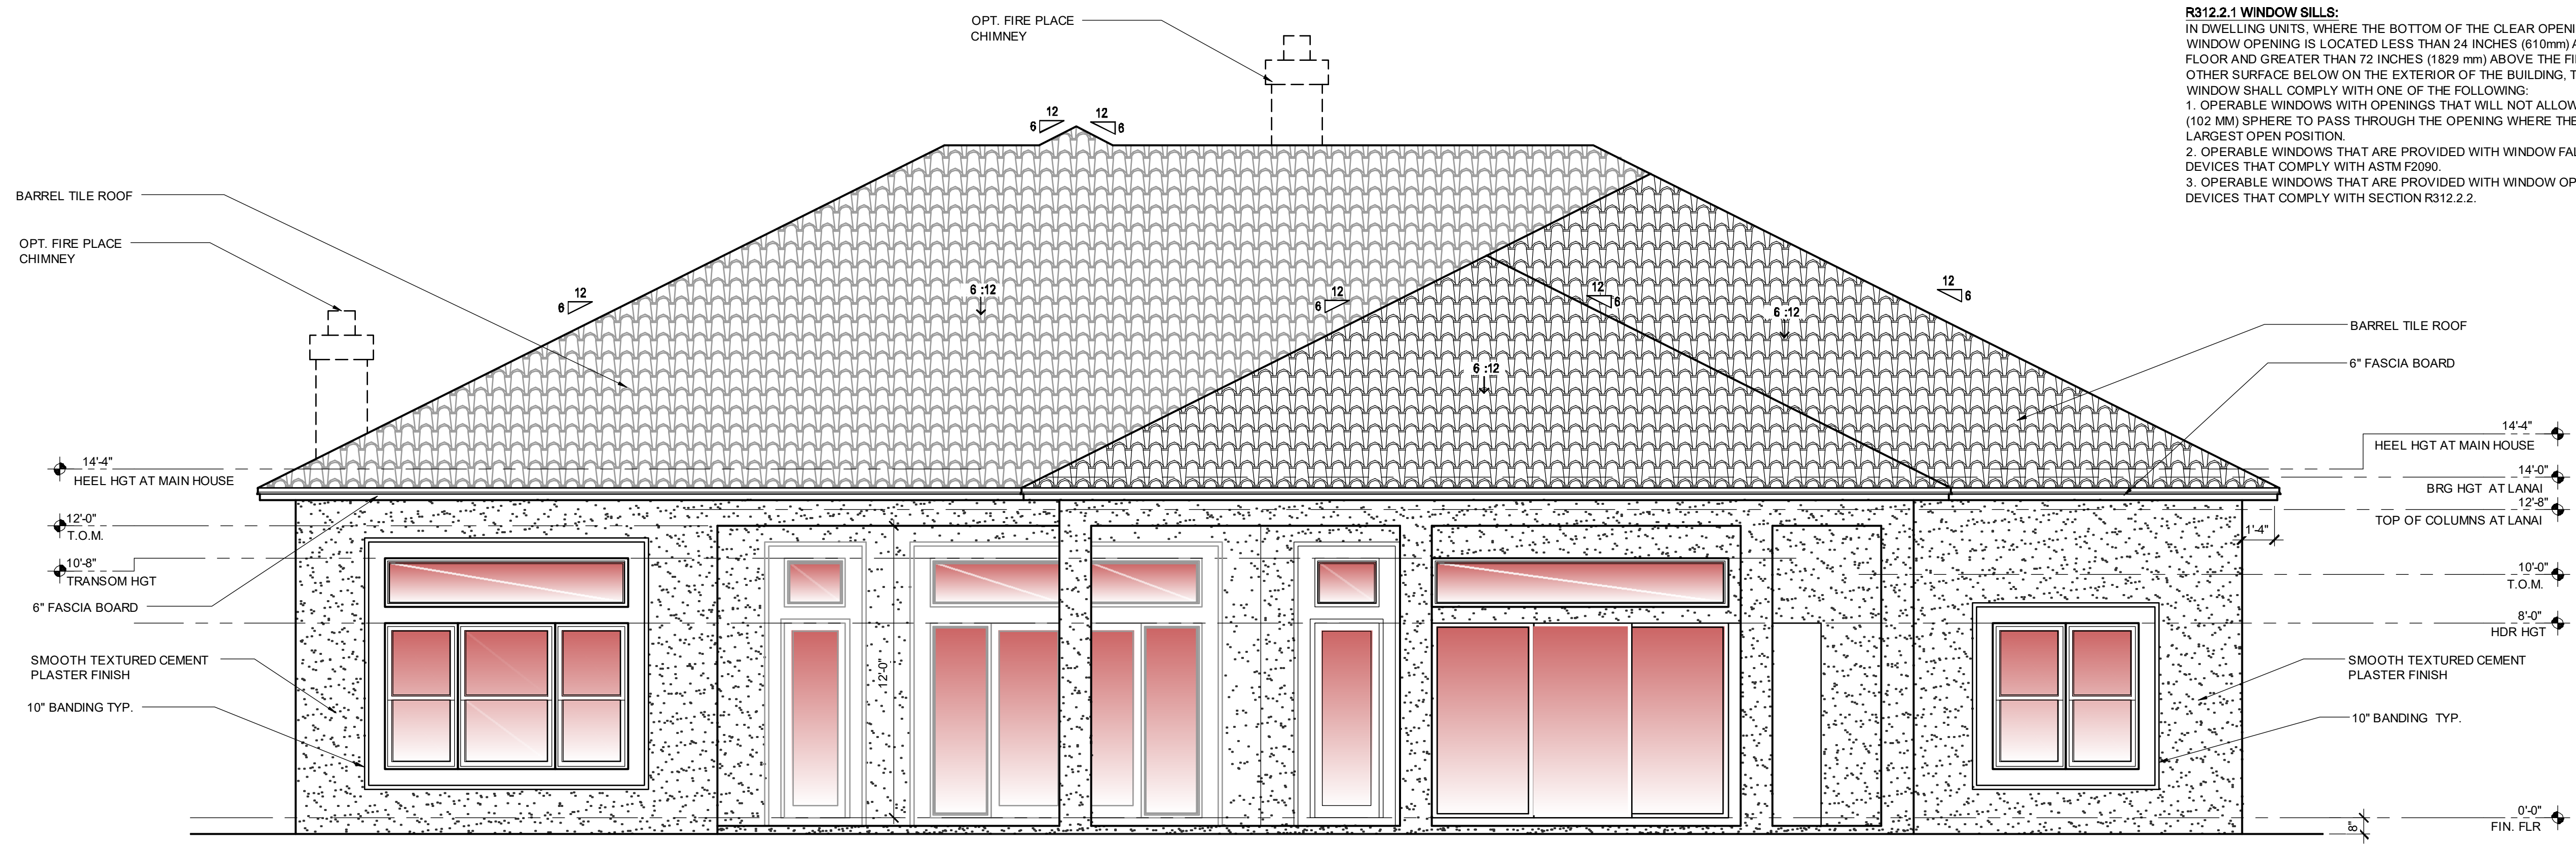 OPT. FIRE PLACE
CHIMNEY
R312.2.1 WINDOW SILLS:
IN DWELLING UNITS, WHERE THE BOTTOM OF THE CLEAR
WINDOW OPENING IS LOCATED LESS THAN 24 INCHES (610mm)
FLOOR AND GREATER THAN 72 INCHES (1829 mm) ABOVE THE
OTHER SURFACE BELOW ON THE EXTERIOR OF THE BUILDING,
WINDOW SHALL COMPLY WITH ONE OF THE FOLLOWING:
1. OPERABLE WINDOWS WITH OPENINGS THAT WILL NOT ALLOW
(102 MM) SPHERE TO PASS THROUGH THE OPENING WHERE THE
LARGEST OPEN POSITION.
2. OPERABLE WINDOWS THAT ARE PROVIDED WITH WINDOW
DEVICES THAT COMPLY WITH ASTM F2090.
3. OPERABLE WINDOWS THAT ARE PROVIDED WITH WINDOW
DEVICES THAT COMPLY WITH SECTION R312.2.2.
12
6
12
6
BARREL TILE ROOF
OPT. FIRE PLACE
CHIMNEY
12
6
6 :12
12
6
12
6
6 :12
12
6
6 :12
BARREL TILE ROOF
6" FASCIA BOARD
14'-4"
HEEL HGT AT MAIN HOUSE
14'-4"
HEEL HGT AT MAIN HOUSE
14'-0"
BRG HGT AT LANAI
12'-8"
TOP OF COLUMNS AT LANAI
1'-4"
12'-0"
T.O.M.
10'-8"
TRANSOM HGT
10'-0"
T.O.M.
6" FASCIA BOARD
8'-0"
HDR HGT
SMOOTH TEXTURED CEMENT
PLASTER FINISH
12'-0"
SMOOTH TEXTURED CEMENT
PLASTER FINISH
10" BANDING TYP.
10" BANDING TYP.
0'-0"
FIN. FLR
8"